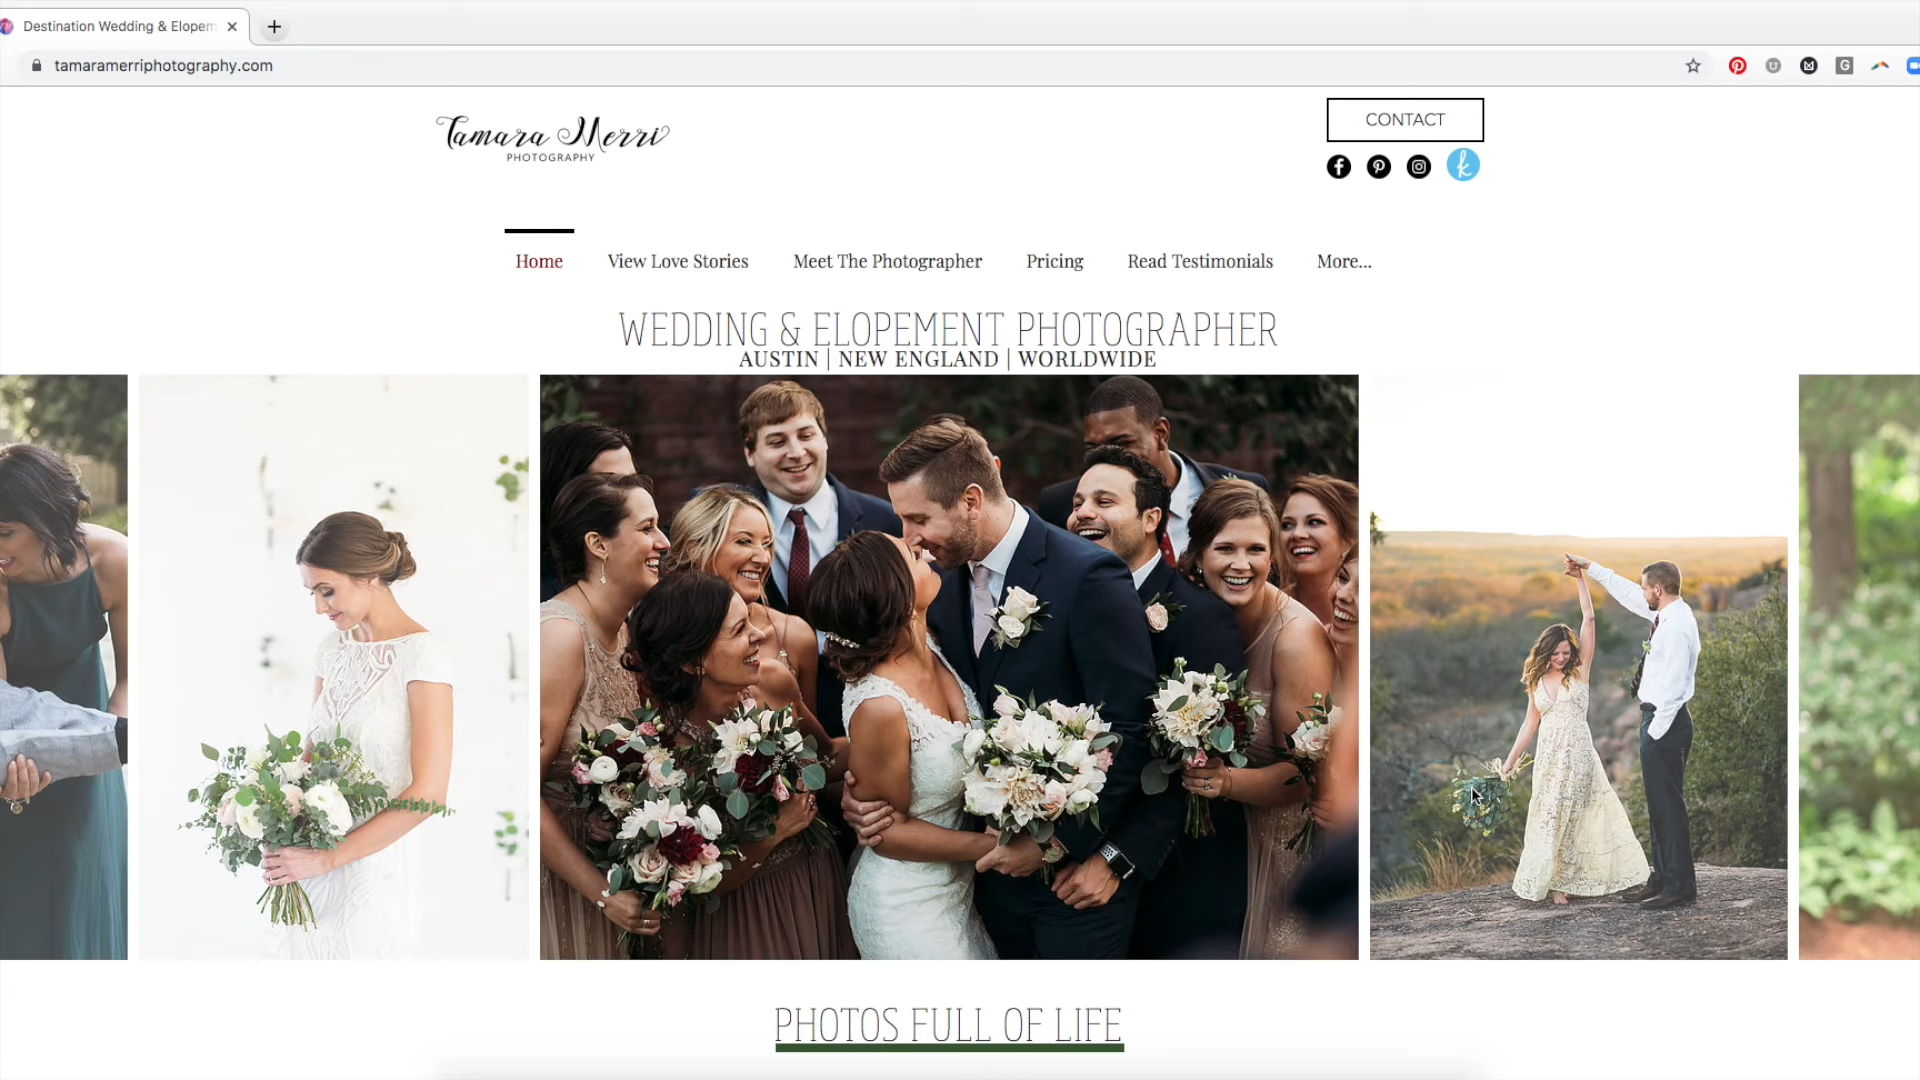 Destination Wedding & Elopem
tamaramerriphotography.com
Tamara Merri
PHOTOGRAPHY
CONTACT
Home
View Love Stories
Meet The Photographer
Pricing
Read Testimonials
More...
WEDDING & ELOPEMENT PHOTOGRAPHER
AUSTIN | NEW ENGLAND | WORLDWIDE
PHOTOS FULL OF LIFE